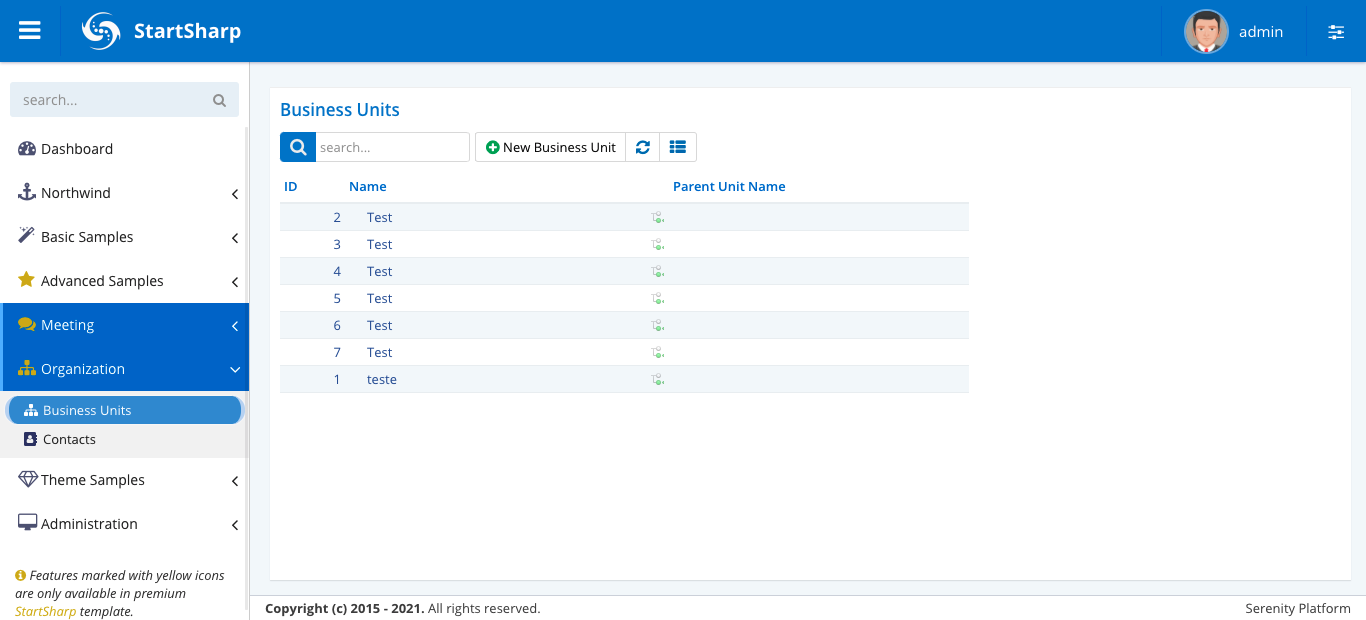 StartSharp
admin
search...
Dashboard
Northwind
Basic Samples
Advanced Samples
Meeting
Organization
Business Units
Contacts
Theme Samples
Administration
Features marked with yellow icons
are only available in premium
StartSharp template.
Business Units
search...
New Business Unit
ID Name Parent Unit Name
2 Test
3 Test
4 Test
5 Test
6 Test
7 Test
1 teste
Copyright (c) 2015 - 2021. All rights reserved.
Serenity Platform